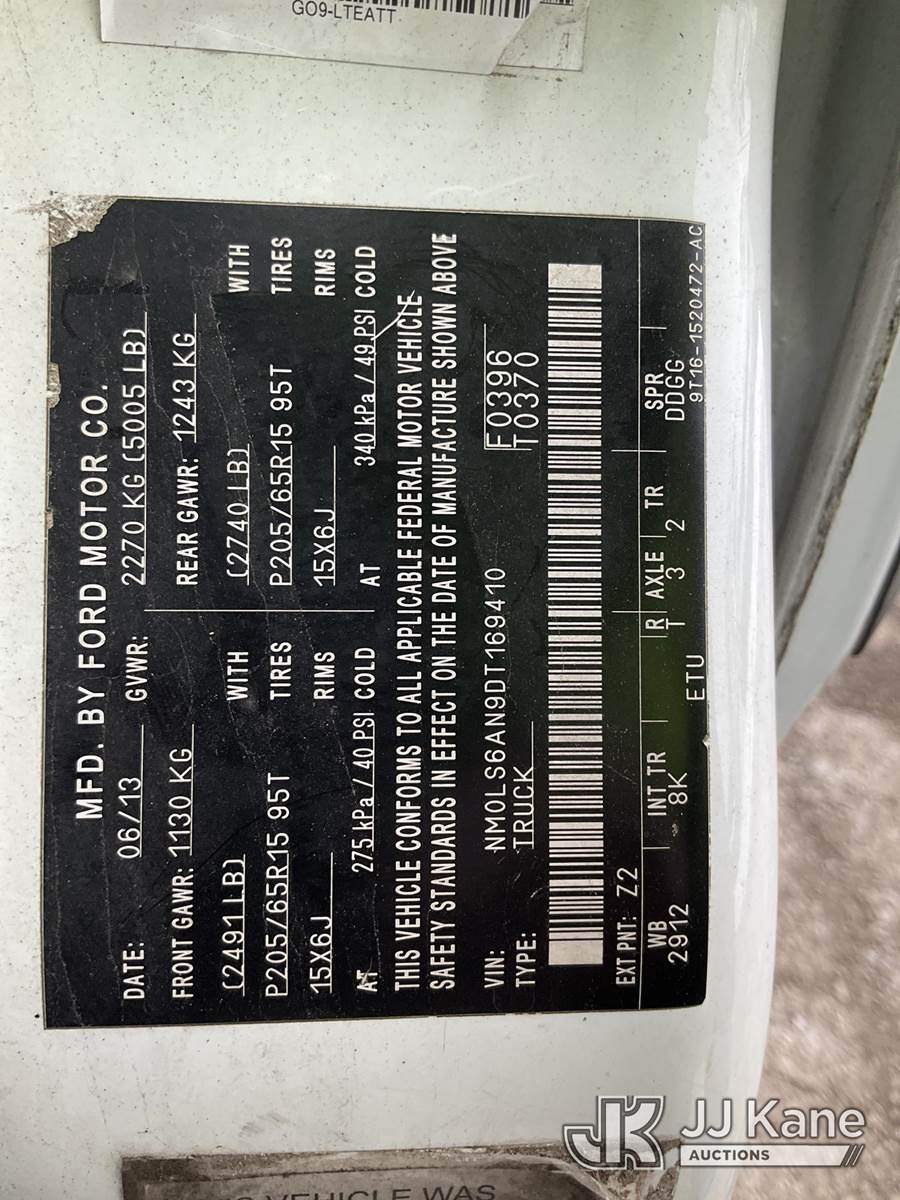 GO9-LTEATT
MFD. BY FORD MOTOR CO.
DATE: 06/13 GVWR: 2270 KG (5005 LB)
FRONT GAWR: 1130 KG REAR GAWR: 1243 KG
(2491LB) WITH (2740LB) WITH
P205/65R15 95T TIRES P205/65R15 95T TIRES
15X6J RIMS 15X6J RIMS
AT 275 kPa / 40 PSI COLD AT 340 kPa / 49 PSI COLD
THIS VEHICLE CONFORMS TO ALL APPLICABLE FEDERAL MOTOR VEHICLE
SAFETY STANDARDS IN EFFECT ON THE DATE OF MANUFACTURE SHOWN ABOVE
VIN: NM0LS6AN9DT169410 F0396
TYPE: TRUCK T0370
EXT PNT: Z2
WB INT TR R AXLE TR SPR
2912 8K T 3 2 DDGG
ETU 9T16-1520472-AC
VEHICLE WAS
JK JJ Kane
AUCTIONS